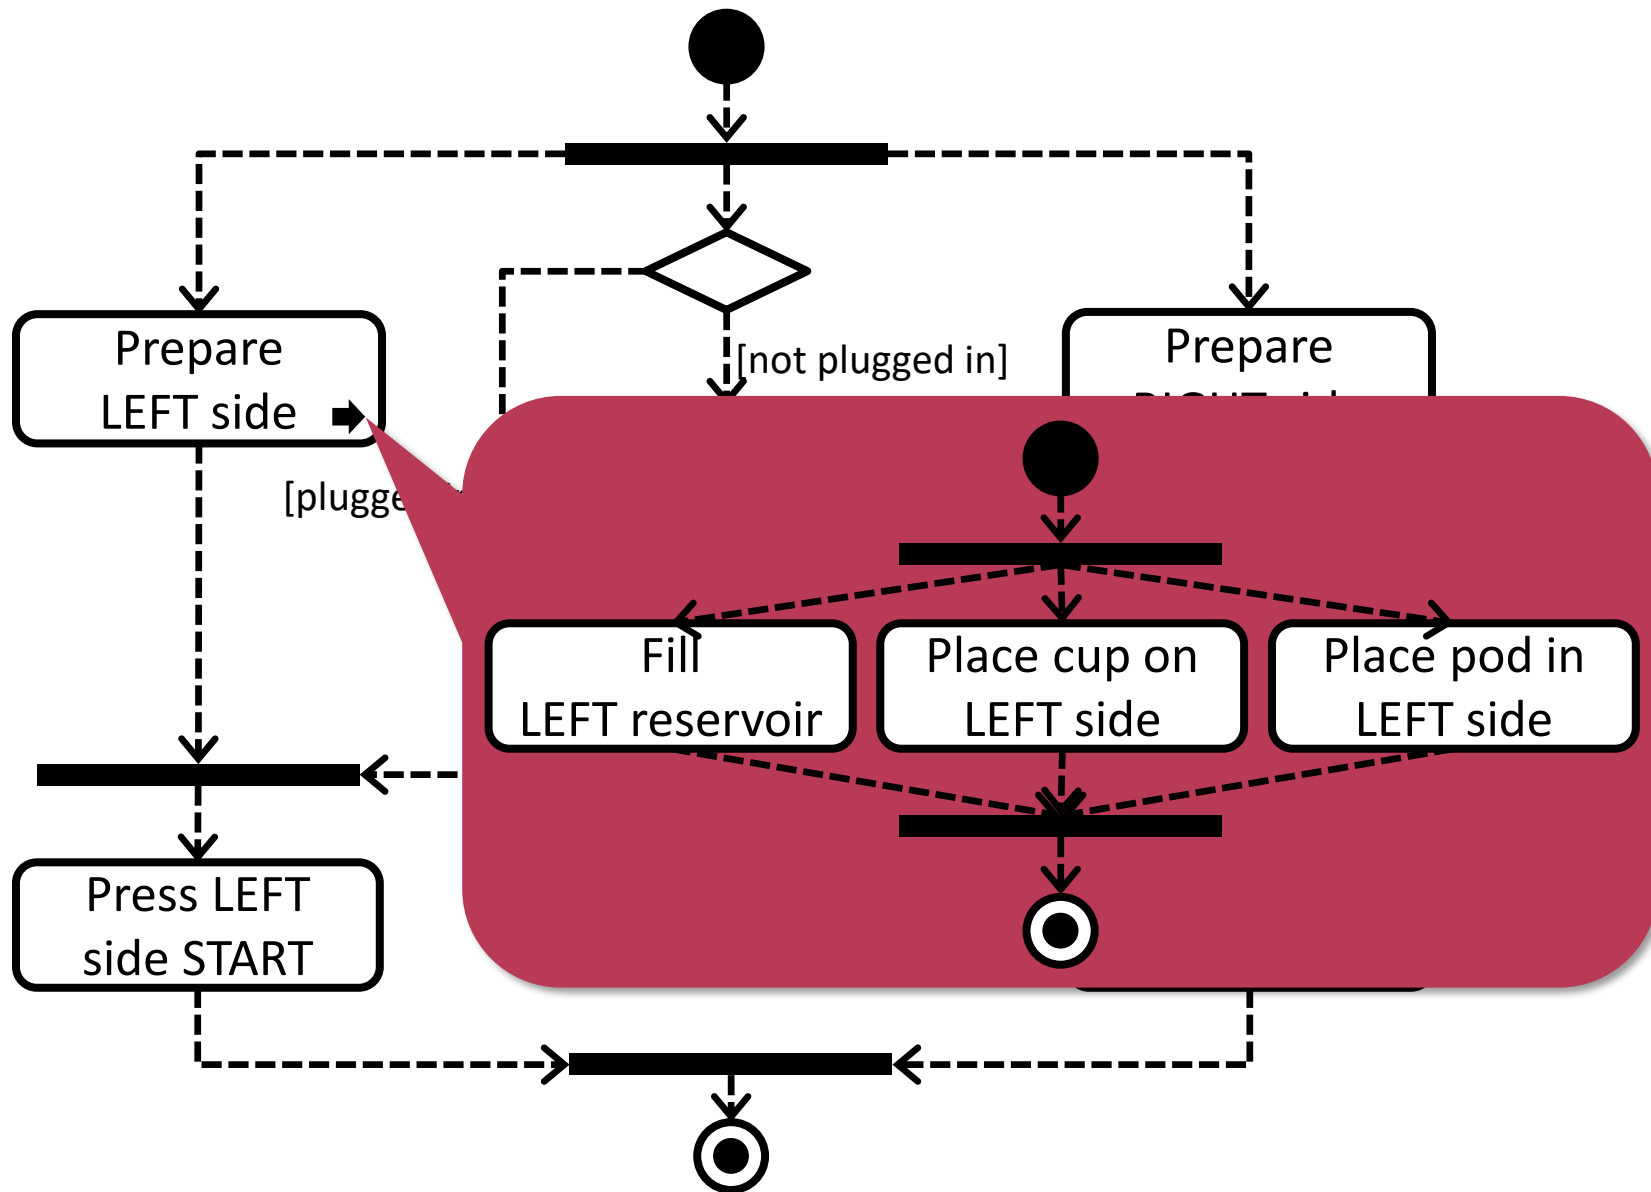 [not plugged in]
Prepare
LEFT side
Prepare
Fill
LEFT reservoir
Place cup on
LEFT side
Place pod in
LEFT side
Press LEFT
side START